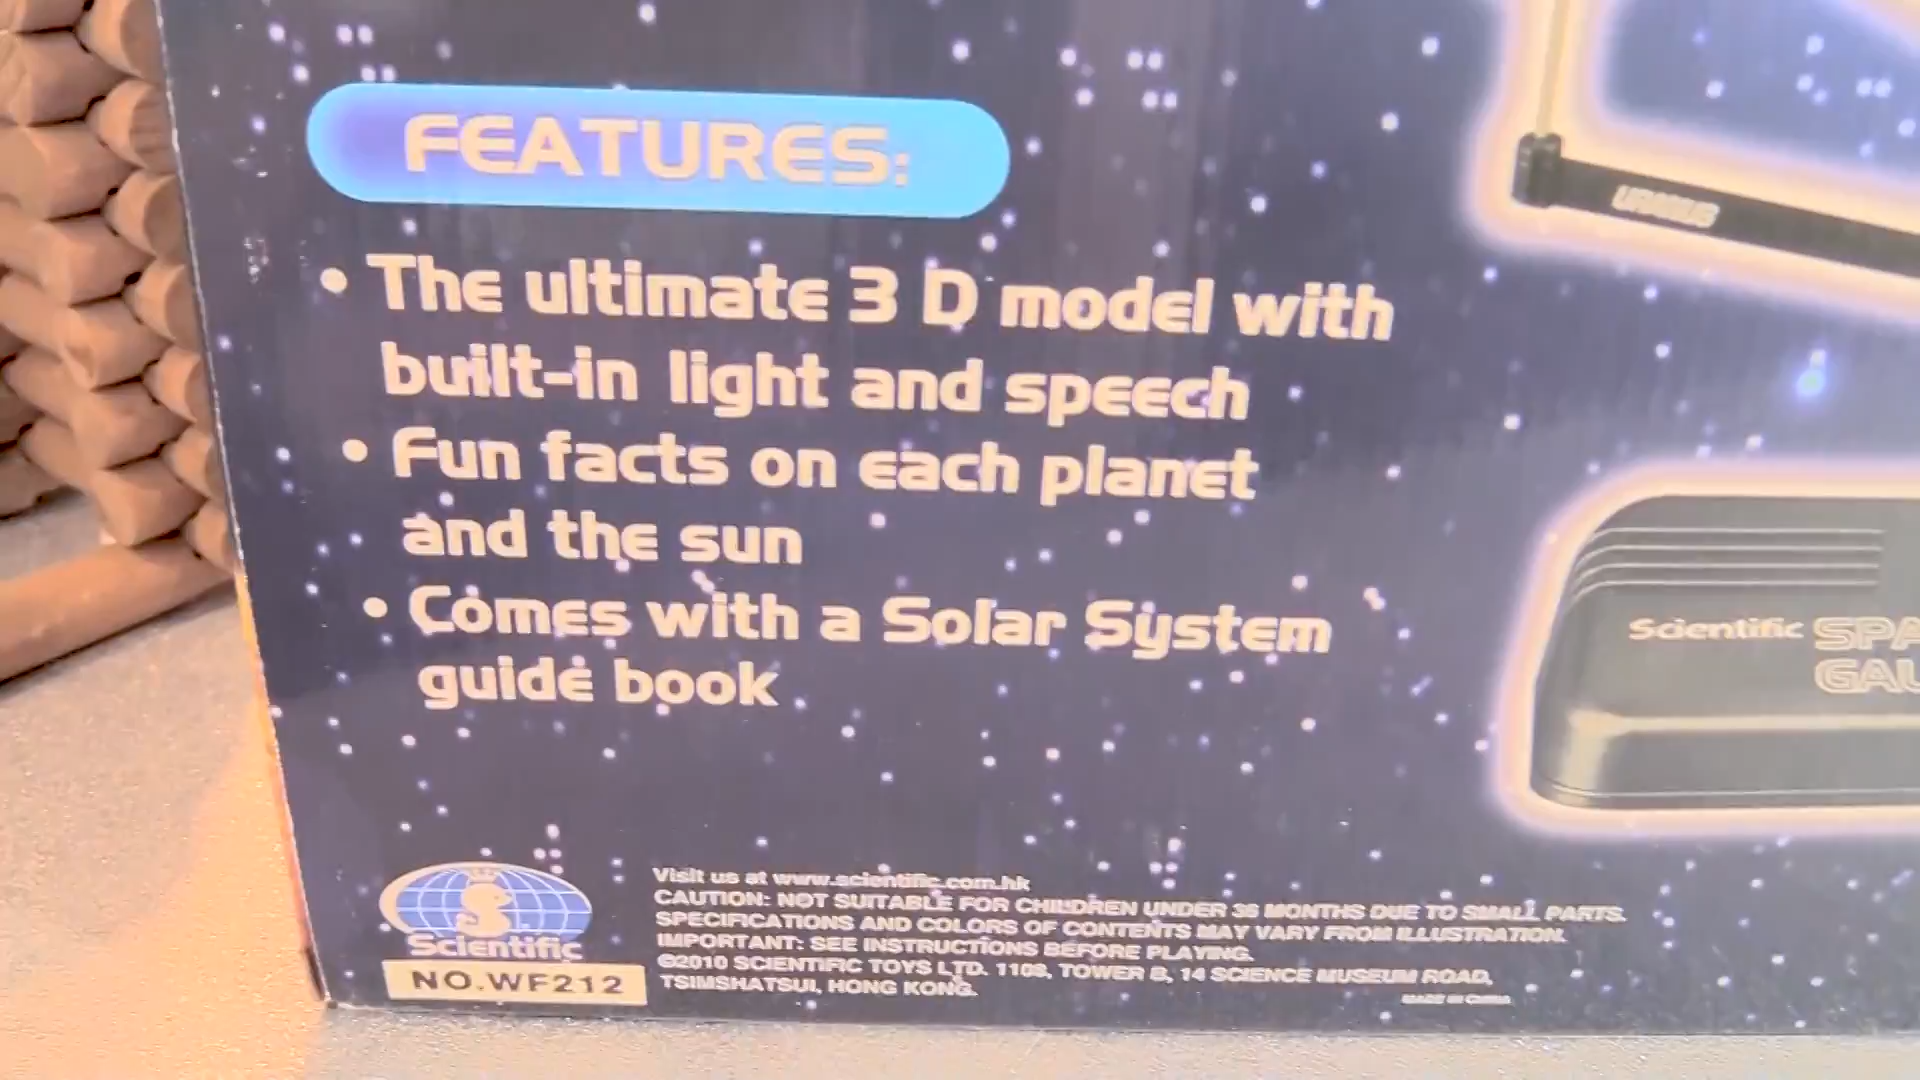 FEATURES:
• The ultimate 3 D model with
built-in light and speech
• Fun facts on each planet
and the sun
• Comes with a Solar System
guide book
URANUS
Scientific SPA
GAL
S
Scientific
NO.WF212
Visit us at www.scientific.com.hk
CAUTION: NOT SUITABLE FOR CHILDREN UNDER 36 MONTHS DUE TO SMALL PARTS.
SPECIFICATIONS AND COLORS OF CONTENTS MAY VARY FROM ILLUSTRATION.
IMPORTANT: SEE INSTRUCTIONS BEFORE PLAYING.
©2010 SCIENTIFIC TOYS LTD. 1108, TOWER B, 14 SCIENCE MUSEUM ROAD,
TSIMSHATSUI, HONG KONG.
MADE IN CHINA